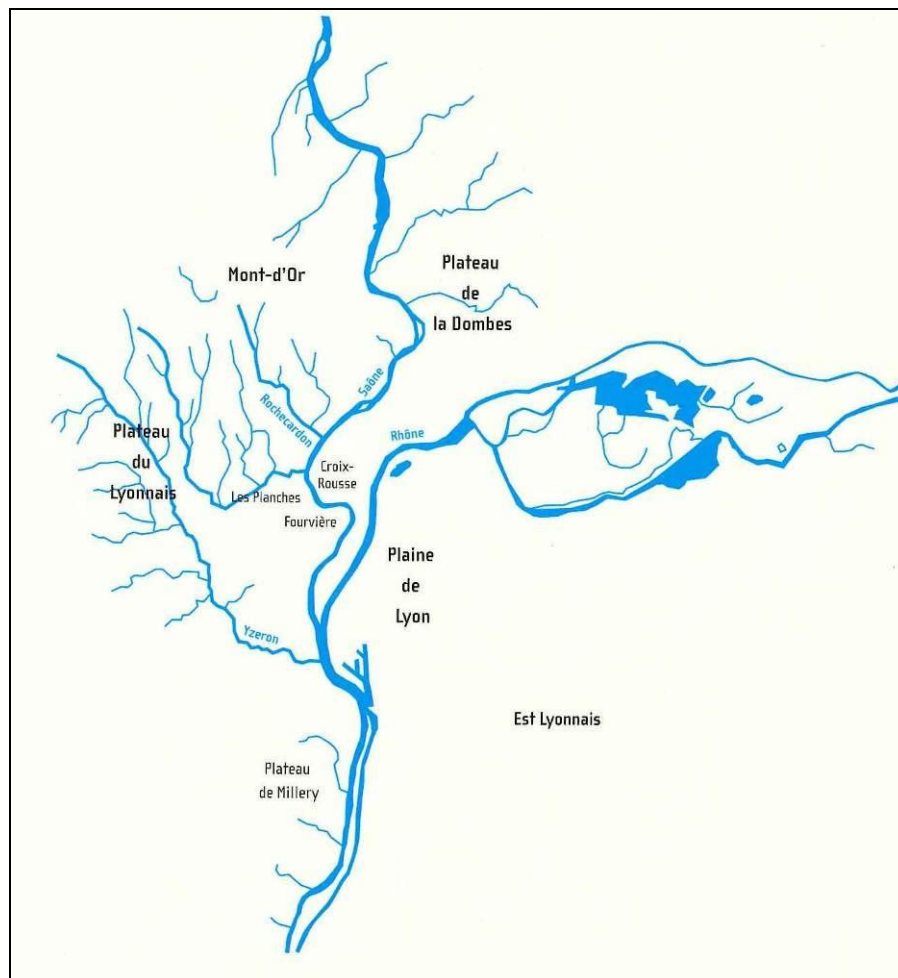 Mont-d'Or
Plateau
de
la Dombes
Saône
Rochecardon
Rhône
Plateau
du
Lyonnais
Croix-
Rousse
Les Planches
Fourvière
Plaine
de
Lyon
Yzeron
Est Lyonnais
Plateau
de Millery